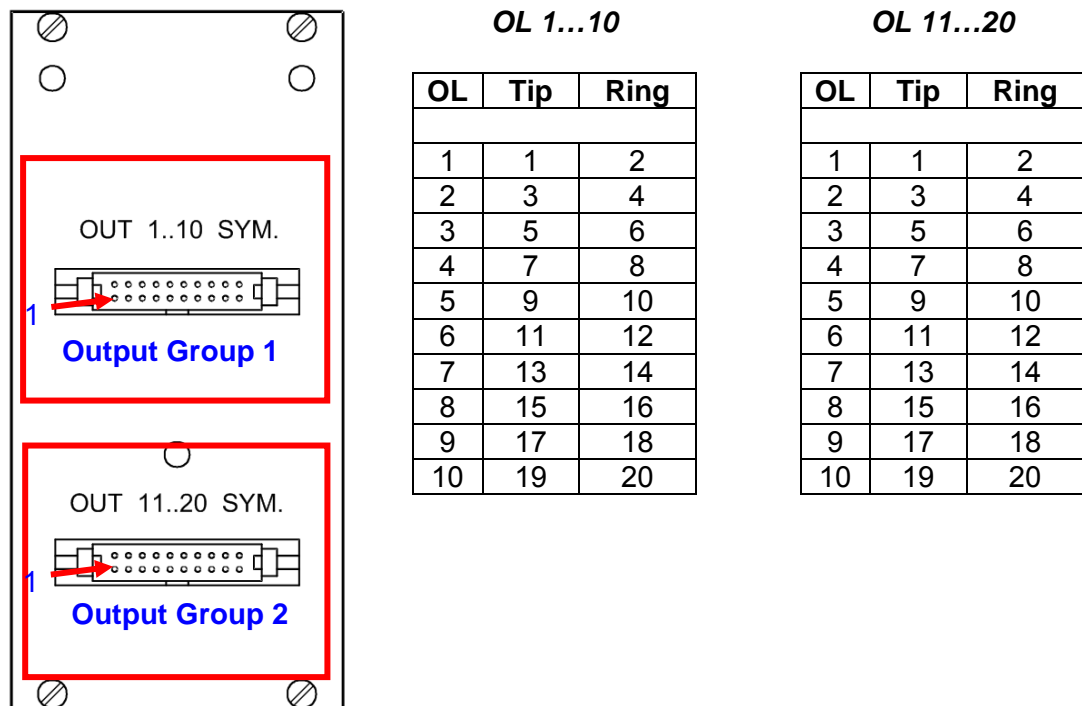 OUT 1..10 SYM.
1
Output Group 1
OUT 11..20 SYM.
1
Output Group 2
OL 1…10
OL Tip Ring
1 1 2
2 3 4
3 5 6
4 7 8
5 9 10
6 11 12
7 13 14
8 15 16
9 17 18
10 19 20
OL 11…20
OL Tip Ring
1 1 2
2 3 4
3 5 6
4 7 8
5 9 10
6 11 12
7 13 14
8 15 16
9 17 18
10 19 20